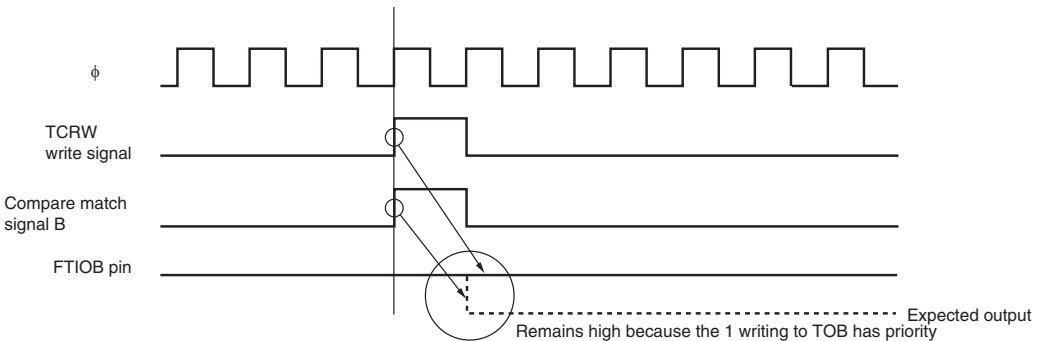 ϕ
TCRW
write signal
Compare match
signal B
FTIOB pin
Expected output
Remains high because the 1 writing to TOB has priority